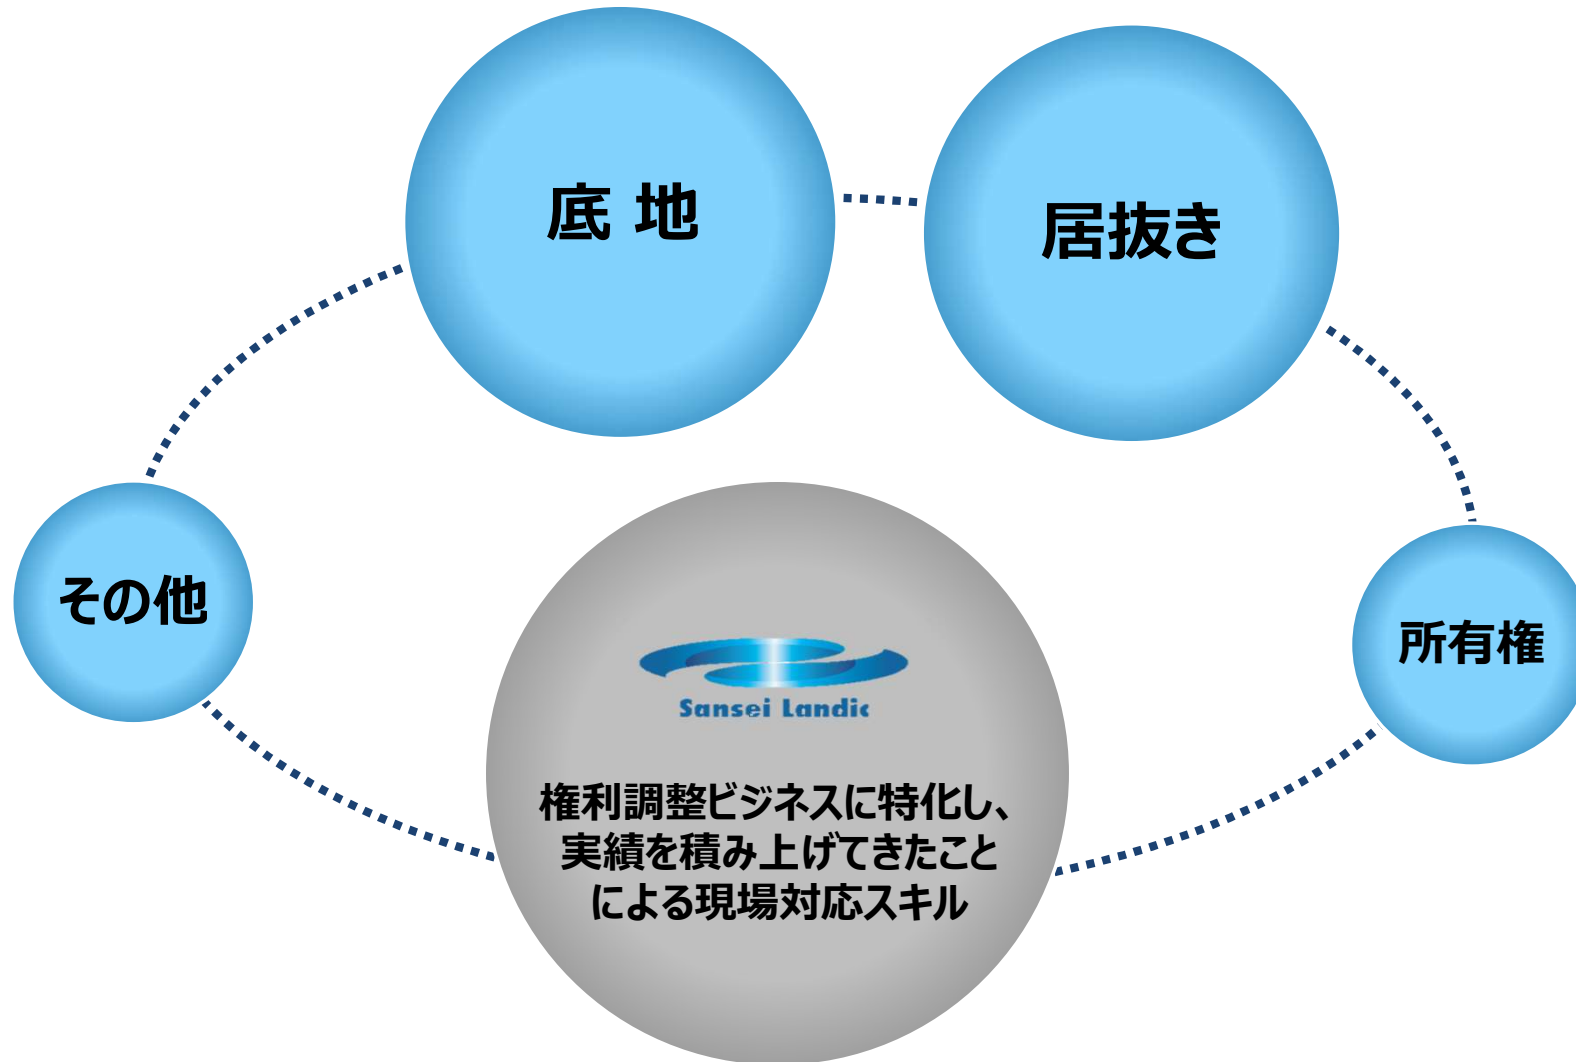 底 地
居抜き
その他
所有権
Sansei Landic
権利調整ビジネスに特化し、
実績を積み上げてきたこと
による現場対応スキル